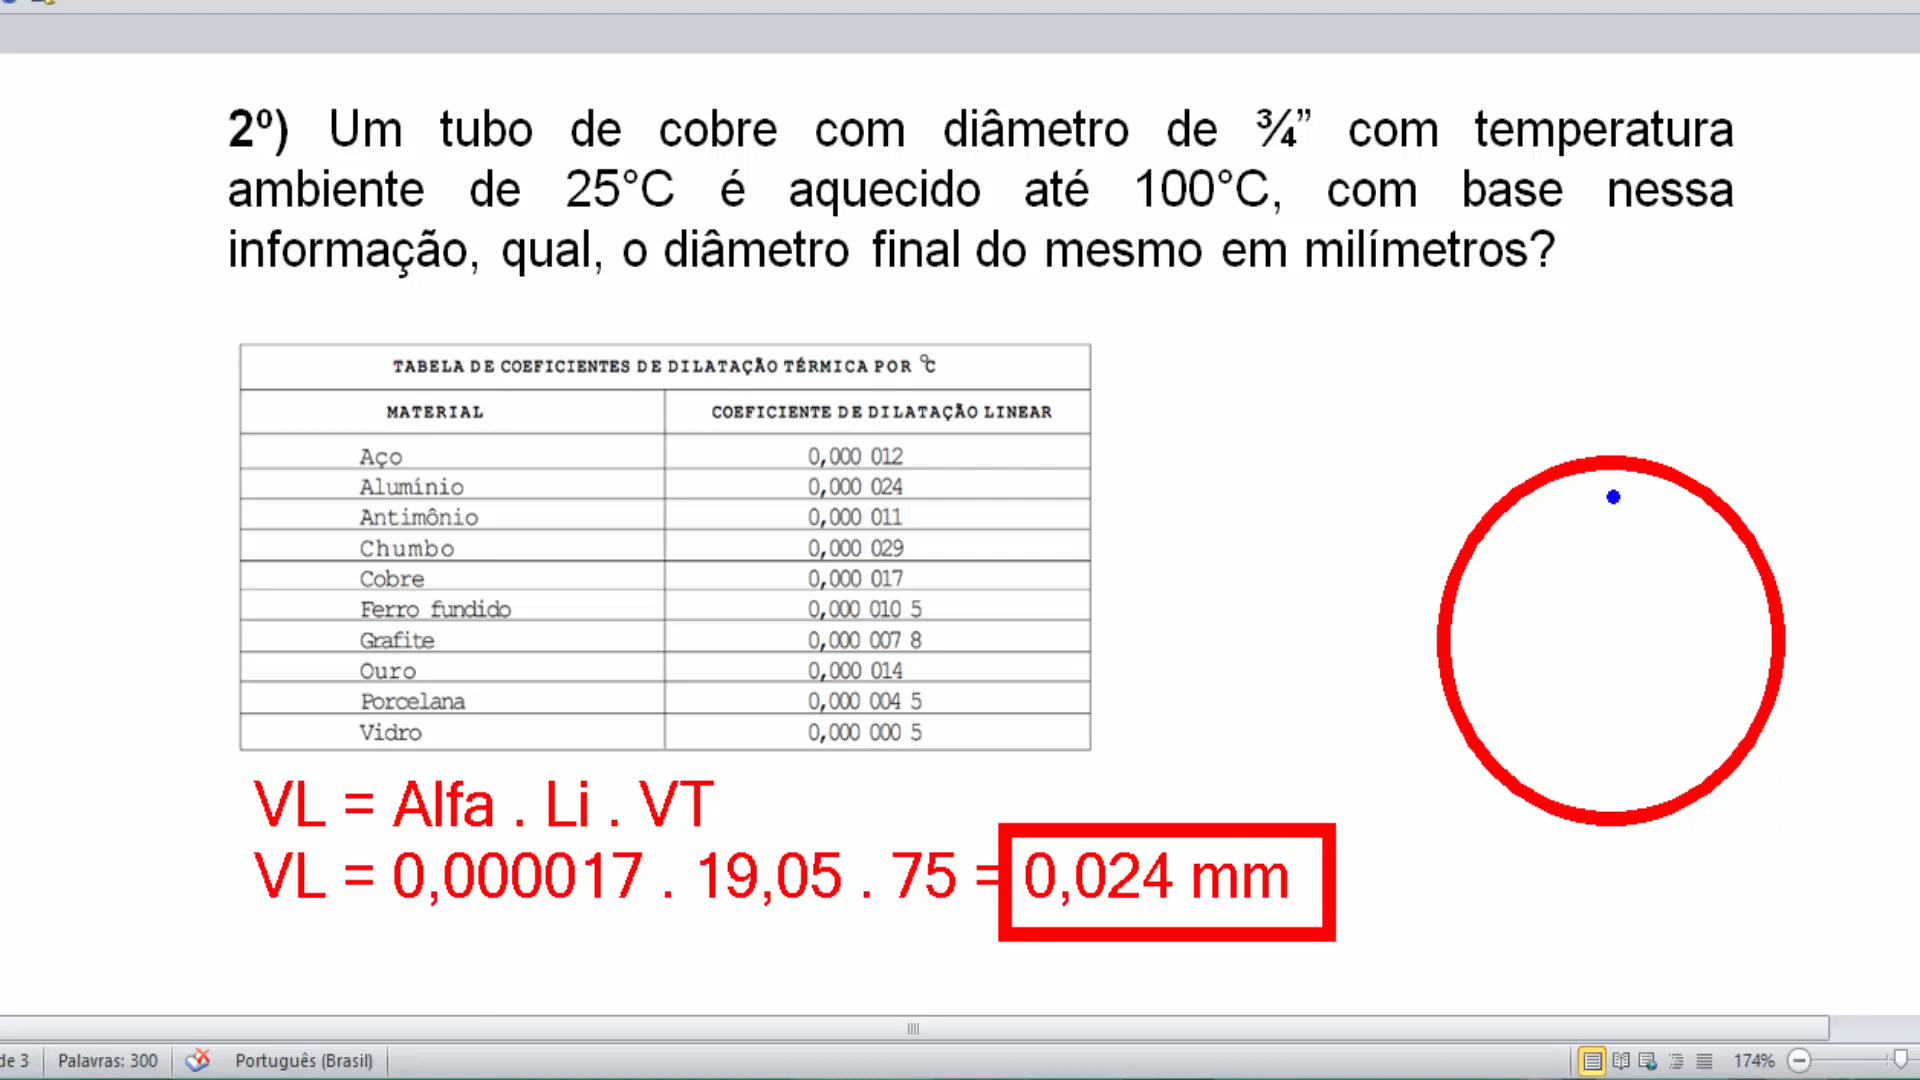 2º) Um tubo de cobre com diâmetro de ¾” com temperatura
ambiente de 25°C é aquecido até 100°C, com base nessa
informação, qual, o diâmetro final do mesmo em milímetros?
TABELA DE COEFICIENTES DE DILATAÇÃO TÉRMICA POR °C
MATERIAL COEFICIENTE DE DILATAÇÃO LINEAR
Aço 0,000 012
Alumínio 0,000 024
Antimônio 0,000 011
Chumbo 0,000 029
Cobre 0,000 017
Ferro fundido 0,000 010 5
Grafite 0,000 007 8
Ouro 0,000 014
Porcelana 0,000 004 5
Vidro 0,000 000 5
VL = Alfa . Li . VT
VL = 0,000017 . 19,05 . 75 = 0,024 mm
de 3 Palavras: 300 Português (Brasil) 174%